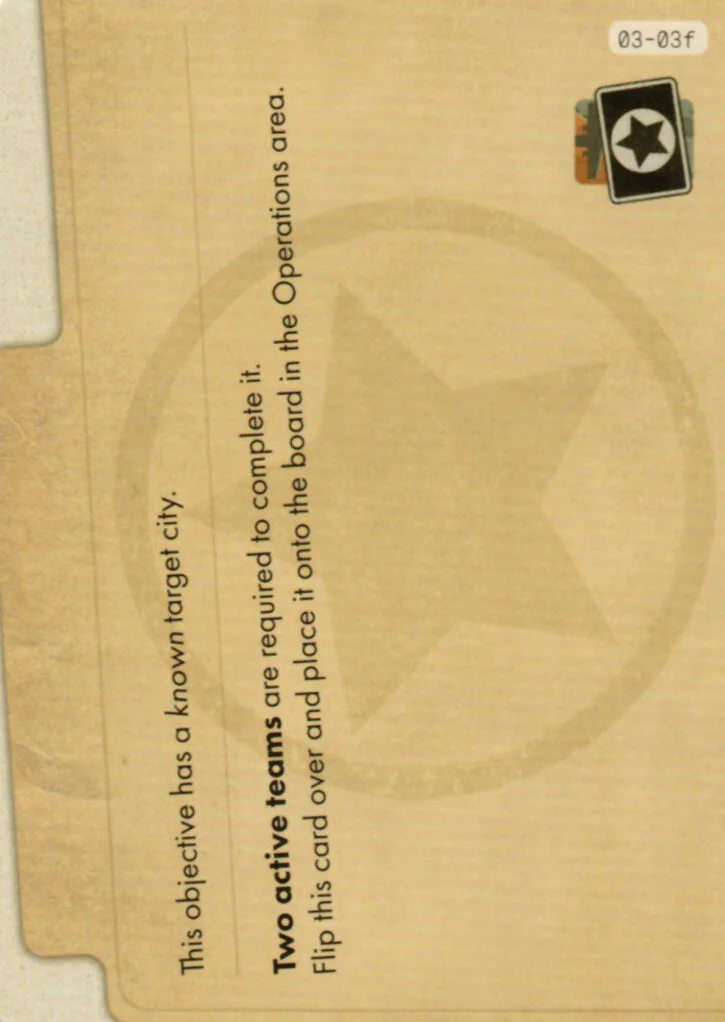 03-03f
This objective has a known target city.
Two active teams are required to complete it.
Flip this card over and place it onto the board in the Operations area.